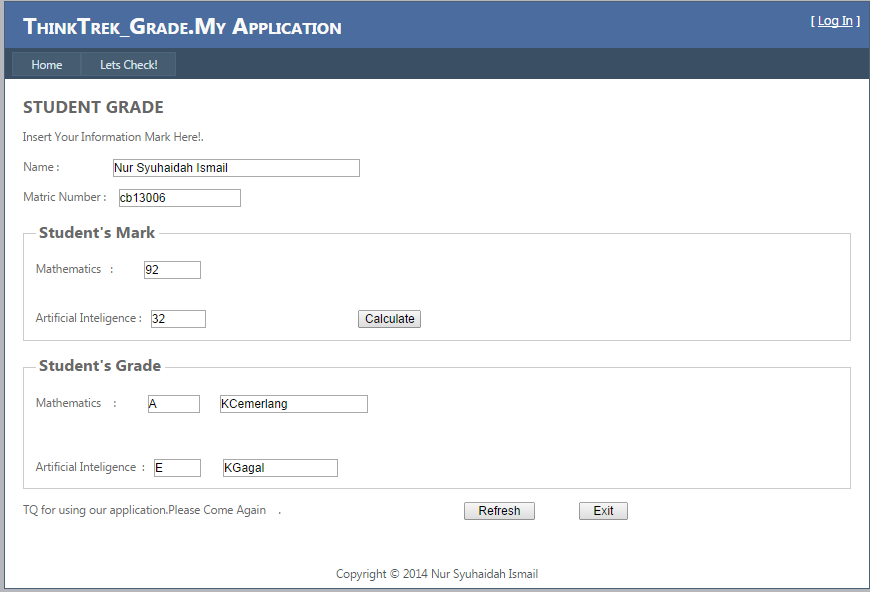 ThinkTrek_Grade.My Application
[ Log In ]
Home Lets Check!
STUDENT GRADE
Insert Your Information Mark Here!.
Name : Nur Syuhaidah Ismail
Matric Number : cb13006
Student's Mark
Mathematics : 92
Artificial Inteligence : 32 Calculate
Student's Grade
Mathematics : A KCemerlang
Artificial Inteligence : E KGagal
TQ for using our application.Please Come Again . Refresh Exit
Copyright © 2014 Nur Syuhaidah Ismail